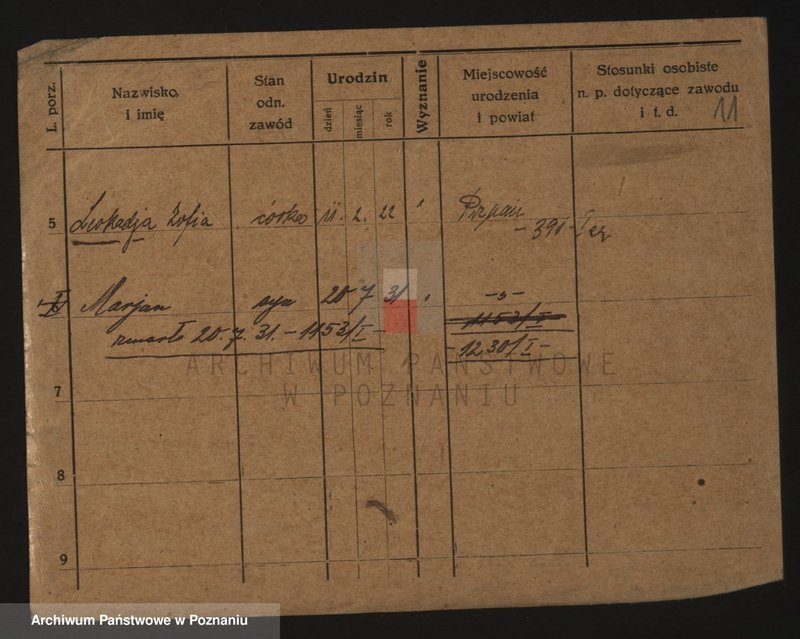 L. porz.
Nazwisko i imię
Stan odn. zawód
Urodzin
dzień
miesiąc
rok
Wyznanie
Miejscowość urodzenia i powiat
Stosunki osobiste n. p. dotyczące zawodu i t. d.
11
5 Leokadja Zofia córka 11. 2. 22 "
- 391 - I
Marjan syn 20 7 31 " - " -
zmarł 20. 7. 31. - 1153/I -
1153/I
- 1230/I -
7
8
9
ARCHIWUM PAŃSTWOWE
W POZNANIU
Archiwum Państwowe w Poznaniu